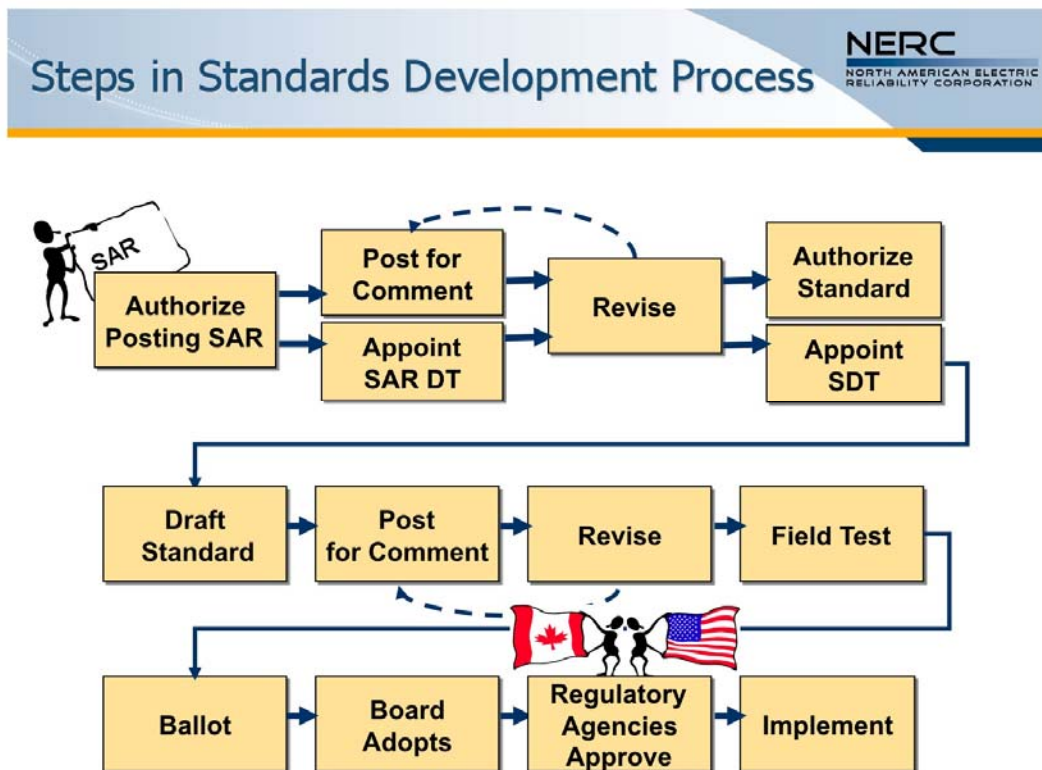 Steps in Standards Development Process
NERC
NORTH AMERICAN ELECTRIC
RELIABILITY CORPORATION
SAR
Authorize
Posting SAR
Post for
Comment
Appoint
SAR DT
Revise
Authorize
Standard
Appoint
SDT
Draft
Standard
Post
for Comment
Revise
Field Test
Ballot
Board
Adopts
Regulatory
Agencies
Approve
Implement